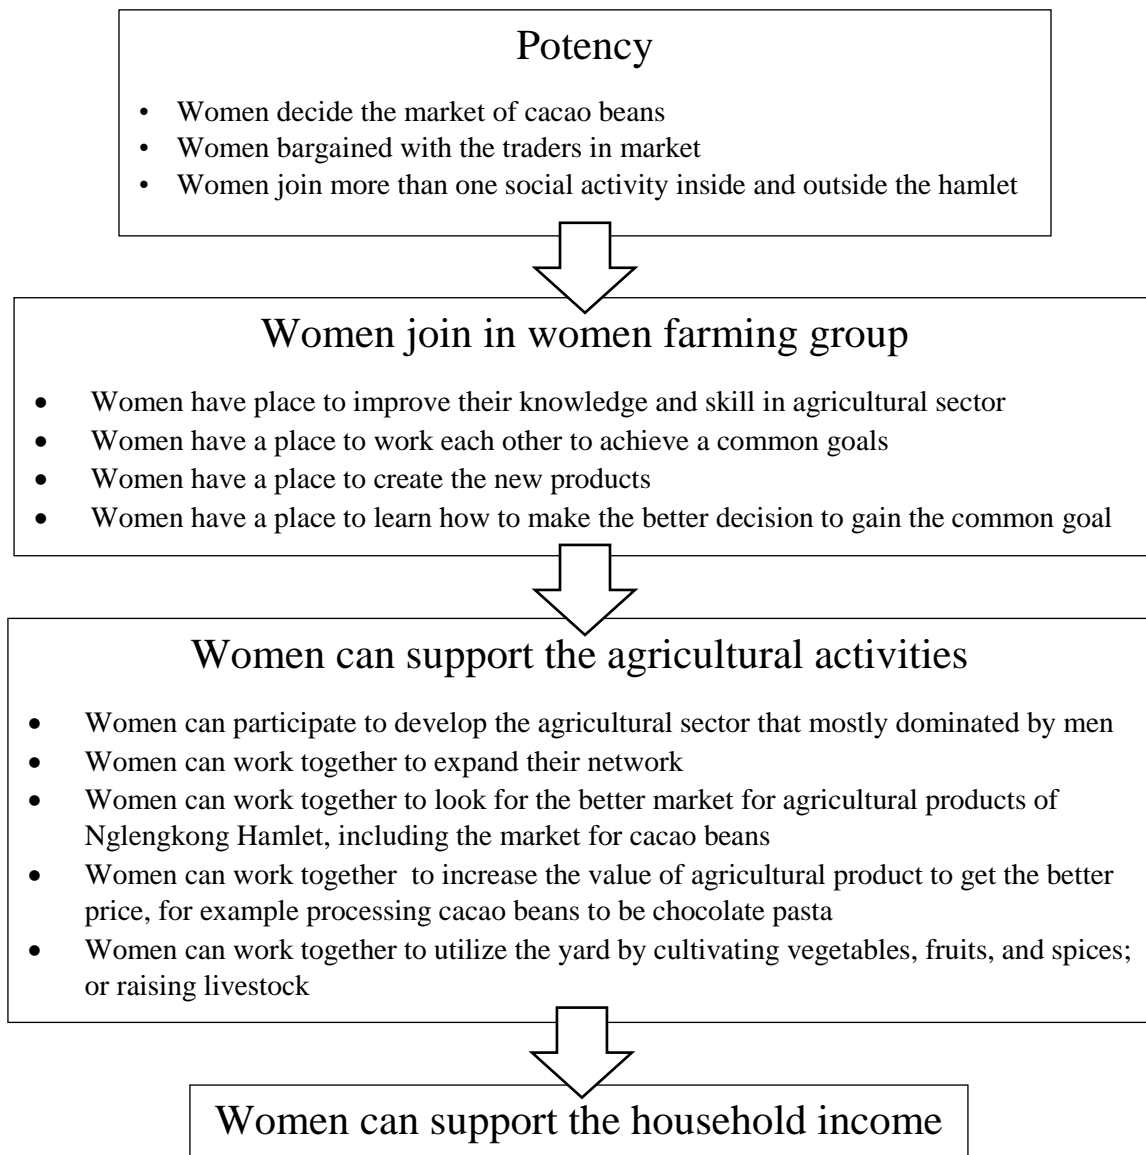 Potency
• Women decide the market of cacao beans
• Women bargained with the traders in market
• Women join more than one social activity inside and outside the hamlet
Women join in women farming group
• Women have place to improve their knowledge and skill in agricultural sector
• Women have a place to work each other to achieve a common goals
• Women have a place to create the new products
• Women have a place to learn how to make the better decision to gain the common goal
Women can support the agricultural activities
• Women can participate to develop the agricultural sector that mostly dominated by men
• Women can work together to expand their network
• Women can work together to look for the better market for agricultural products of
Nglengkong Hamlet, including the market for cacao beans
• Women can work together  to increase the value of agricultural product to get the better
price, for example processing cacao beans to be chocolate pasta
• Women can work together to utilize the yard by cultivating vegetables, fruits, and spices;
or raising livestock
Women can support the household income